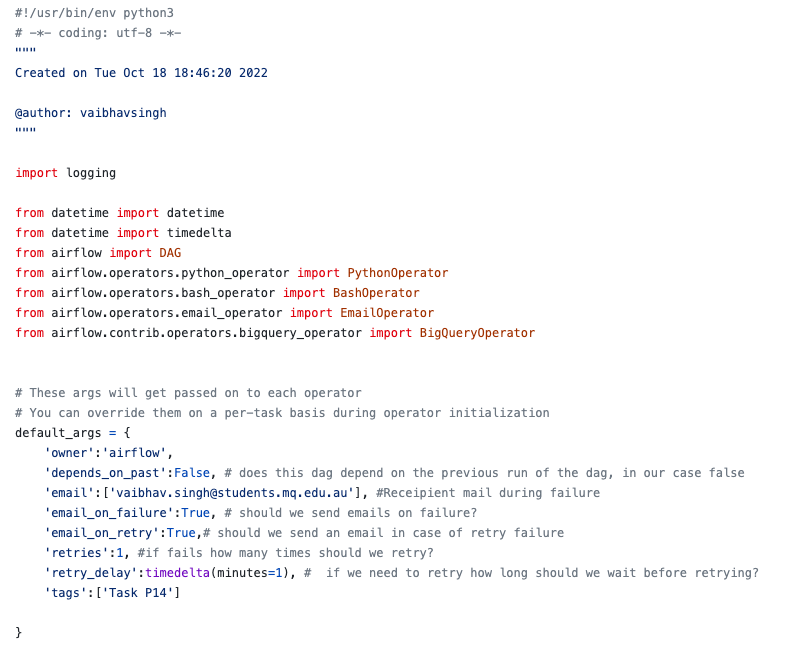 #!/usr/bin/env python3
# -*- coding: utf-8 -*-
"""
Created on Tue Oct 18 18:46:20 2022
@author: vaibhavsingh
"""
import logging
from datetime import datetime
from datetime import timedelta
from airflow import DAG
from airflow.operators.python_operator import PythonOperator
from airflow.operators.bash_operator import BashOperator
from airflow.operators.email_operator import EmailOperator
from airflow.contrib.operators.bigquery_operator import BigQueryOperator
# These args will get passed on to each operator
# You can override them on a per-task basis during operator initialization
default_args = {
    'owner':'airflow',
    'depends_on_past':False, # does this dag depend on the previous run of the dag, in our case false
    'email':['vaibhav.singh@students.mq.edu.au'], #Receipient mail during failure
    'email_on_failure':True, # should we send emails on failure?
    'email_on_retry':True,# should we send an email in case of retry failure
    'retries':1, #if fails how many times should we retry?
    'retry_delay':timedelta(minutes=1), #  if we need to retry how long should we wait before retrying?
    'tags':['Task P14']
}